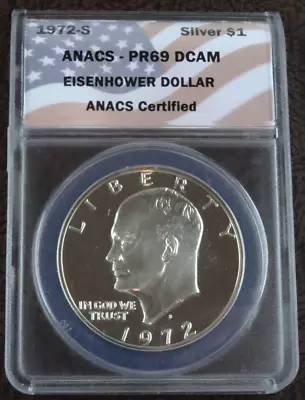 1972-S Silver $1
ANACS - PR69 DCAM
EISENHOWER DOLLAR
ANACS Certified
LIBERTY
IN GOD WE
TRUST
S
1972